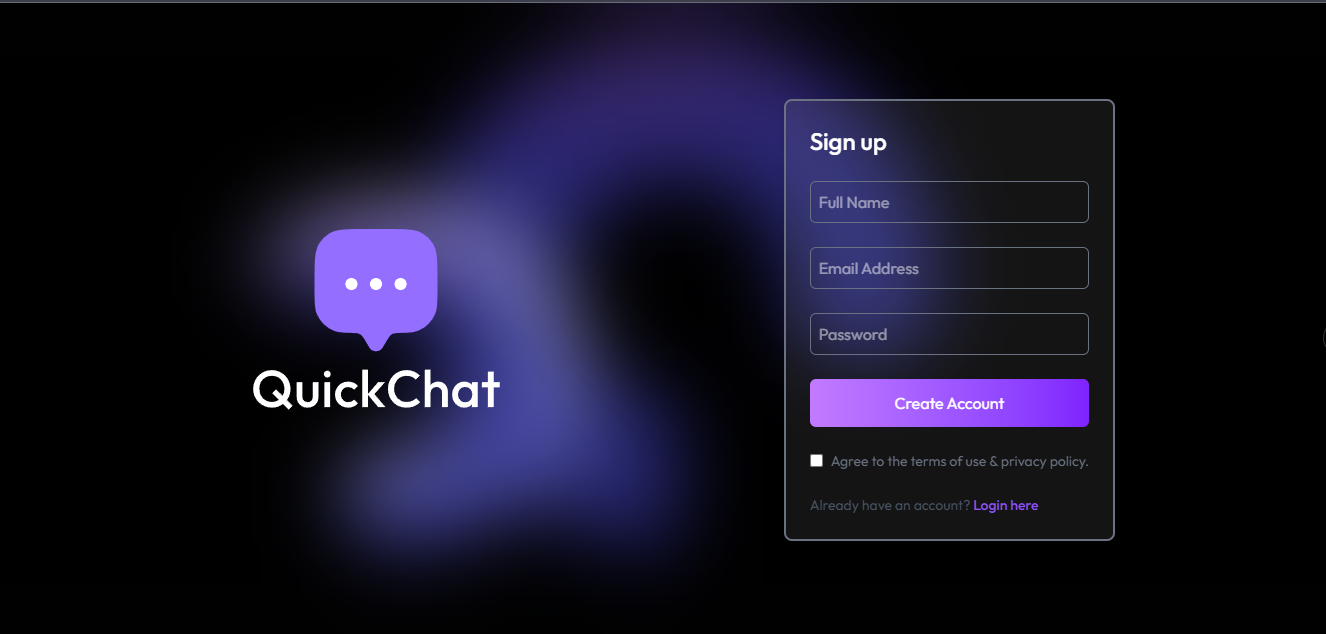 QuickChat
Sign up
Full Name
Email Address
Password
Create Account
Agree to the terms of use & privacy policy.
Already have an account? Login here